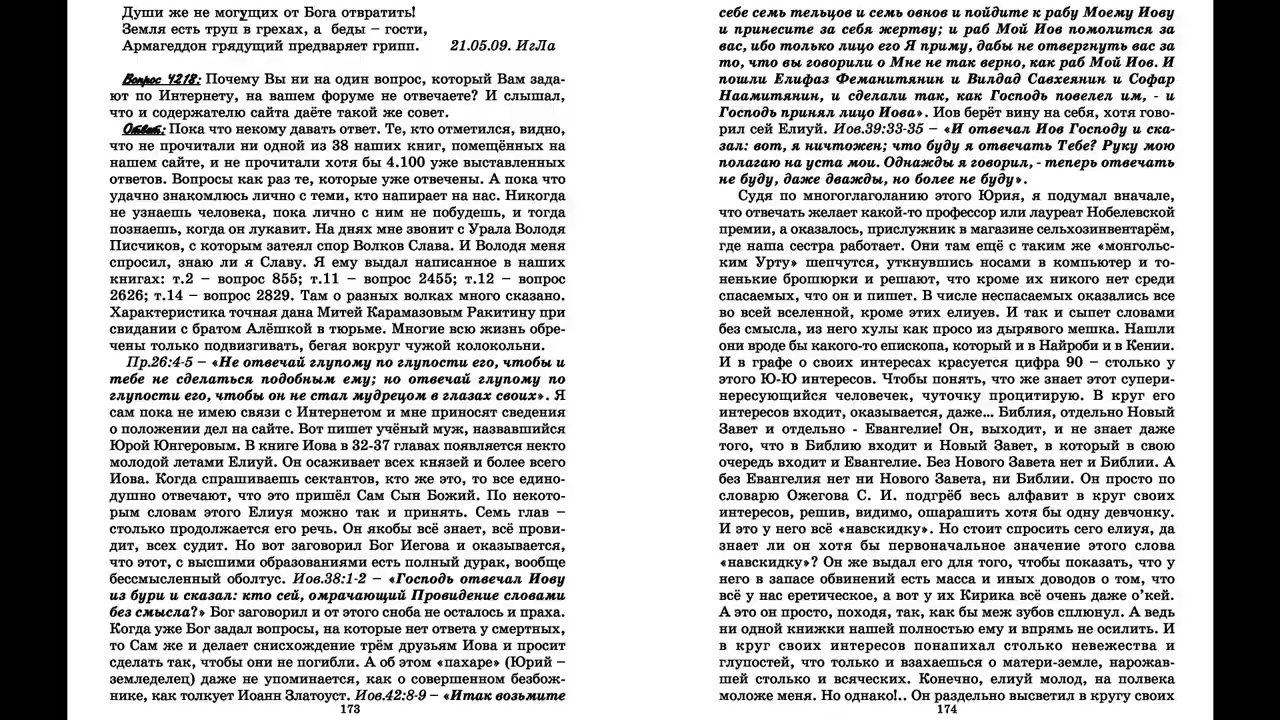 Души же не могущих от Бога отвратить!
Земля есть труп в грехах, а беды – гости,
Армагеддон грядущий предваряет грипп. 21.05.09. ИгЛа
Вопрос 4218: Почему Вы ни на один вопрос, который Вам зада-
ют по Интернету, на вашем форуме не отвечаете? И слышал,
что и содержателю сайта даёте такой же совет.
Ответ: Пока что некому давать ответ. Те, кто отметился, видно,
что не прочитали ни одной из 38 наших книг, помещённых на
нашем сайте, и не прочитали хотя бы 4.100 уже выставленных
ответов. Вопросы как раз те, которые уже отвечены. А пока что
удачно знакомлюсь лично с теми, кто напирает на нас. Никогда
не узнаешь человека, пока лично с ним не побудешь, и тогда
познаешь, когда он лукавит. На днях мне звонит с Урала Володя
Писчиков, с которым затеял спор Волков Слава. И Володя меня
спросил, знаю ли я Славу. Я ему выдал написанное в наших
книгах: т.2 – вопрос 855; т.11 – вопрос 2455; т.12 – вопрос
2626; т.14 – вопрос 2829. Там о разных волках много сказано.
Характеристика точная дана Митей Карамазовым Ракитину при
свидании с братом Алёшкой в тюрьме. Многие всю жизнь обре-
чены только подвизгивать, бегая вокруг чужой колокольни.
Пр.26:4-5 – «Не отвечай глупому по глупости его, чтобы и
тебе не сделаться подобным ему; но отвечай глупому по
глупости его, чтобы он не стал мудрецом в глазах своих». Я
сам пока не имею связи с Интернетом и мне приносят сведения
о положении дел на сайте. Вот пишет учёный муж, назвавшийся
Юрой Юнгеровым. В книге Иова в 32-37 главах появляется некто
молодой летами Елиуй. Он осаживает всех князей и более всего
Иова. Когда спрашиваешь сектантов, кто же это, то все едино-
душно отвечают, что это пришёл Сам Сын Божий. По некото-
рым словам этого Елиуя можно так и принять. Семь глав –
столько продолжается его речь. Он якобы всё знает, всё прови-
дит, всех судит. Но вот заговорил Бог Иегова и оказывается,
что этот, с высшими образованиями есть полный дурак, вообще
бессмысленный оболтус. Иов.38:1-2 – «Господь отвечал Иову
из бури и сказал: кто сей, омрачающий Провидение словами
без смысла?» Бог заговорил и от этого сноба не осталось и праха.
Когда уже Бог задал вопросы, на которые нет ответа у смертных,
то Сам же и делает снисхождение трём друзьям Иова и просит
сделать так, чтобы они не погибли. А об этом «пахаре» (Юрий –
земледелец) даже не упоминается, как о совершенном безбож-
нике, как толкует Иоанн Златоуст. Иов.42:8-9 – «Итак возьмите
173
себе семь тельцов и семь овнов и пойдите к рабу Моему Иову
и принесите за себя жертву; и раб Мой Иов помолится за
вас, ибо только лицо его Я приму, дабы не отвергнуть вас за
то, что вы говорили о Мне не так верно, как раб Мой Иов. И
пошли Елифаз Феманитянин и Вилдад Савхеянин и Софар
Наамитянин, и сделали так, как Господь повелел им, - и
Господь принял лицо Иова». Иов берёт вину на себя, хотя гово-
рил сей Елиуй. Иов.39:33-35 – «И отвечал Иов Господу и ска-
зал: вот, я ничтожен; что буду я отвечать Тебе? Руку мою
полагаю на уста мои. Однажды я говорил, - теперь отвечать
не буду, даже дважды, но более не буду».
Судя по многоглаголанию этого Юрия, я подумал вначале,
что отвечать желает какой-то профессор или лауреат Нобелевской
премии, а оказалось, прислужник в магазине сельхозинвентарём,
где наша сестра работает. Они там ещё с таким же «монгольс-
ким Урту» шепчутся, уткнувшись носами в компьютер и то-
ненькие брошюрки и решают, что кроме их никого нет среди
спасаемых, что он и пишет. В числе неспасаемых оказались все
во всей вселенной, кроме этих елиуев. И так и сыпет словами
без смысла, из него хулы как просо из дырявого мешка. Нашли
они вроде бы какого-то епископа, который и в Найроби и в Кении.
И в графе о своих интересах красуется цифра 90 – столько у
этого Ю-Ю интересов. Чтобы понять, что же знает этот супери-
нересующийся человечек, чуточку процитирую. В круг его
интересов входит, оказывается, даже... Библия, отдельно Новый
Завет и отдельно - Евангелие! Он, выходит, и не знает даже
того, что в Библию входит и Новый Завет, в который в свою
очередь входит и Евангелие. Без Нового Завета нет и Библии. А
без Евангелия нет ни Нового Завета, ни Библии. Он просто по
словарю Ожегова С. И. подгрёб весь алфавит в круг своих
интересов, решив, видимо, ошарашить хотя бы одну девчонку.
И это у него всё «навскидку». Но стоит спросить сего елиуя, да
знает ли он хотя бы первоначальное значение этого слова
«навскидку»? Он же выдал его для того, чтобы показать, что у
него в запасе обвинений есть масса и иных доводов о том, что
всё у нас еретическое, а вот у их Кирика всё очень даже о’кей.
А это он просто, походя, так, как бы меж зубов сплюнул. А ведь
ни одной книжки нашей полностью ему и впрямь не осилить. И
в круг своих интересов понапихал столько невежества и
глупостей, что только и взахаешься о матери-земле, нарожав-
шей столько и всяческих. Конечно, елиуй молод, на полвека
моложе меня. Но однако!.. Он раздельно высветил в кругу своих
174